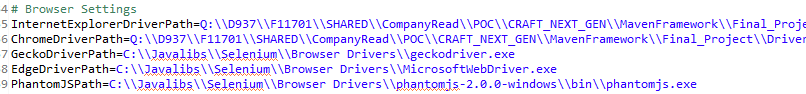 4 # Browser Settings
5 InternetExplorerDriverPath=Q:\\D937\\F11701\\SHARED\\CompanyRead\\POC\\CRAFT_NEXT_GEN\\MavenFramework\\Final_Proje
6 ChromeDriverPath=Q:\\D937\\F11701\\SHARED\\CompanyRead\\POC\\CRAFT_NEXT_GEN\\MavenFramework\\Final_Project\\Driver
7 GeckoDriverPath=C:\\Javalibs\\Selenium\\Browser Drivers\\geckodriver.exe
8 EdgeDriverPath=C:\\Javalibs\\Selenium\\Browser Drivers\\MicrosoftWebDriver.exe
9 PhantomJSPath=C:\\Javalibs\\Selenium\\Browser Drivers\\phantomjs-2.0.0-windows\\bin\\phantomjs.exe